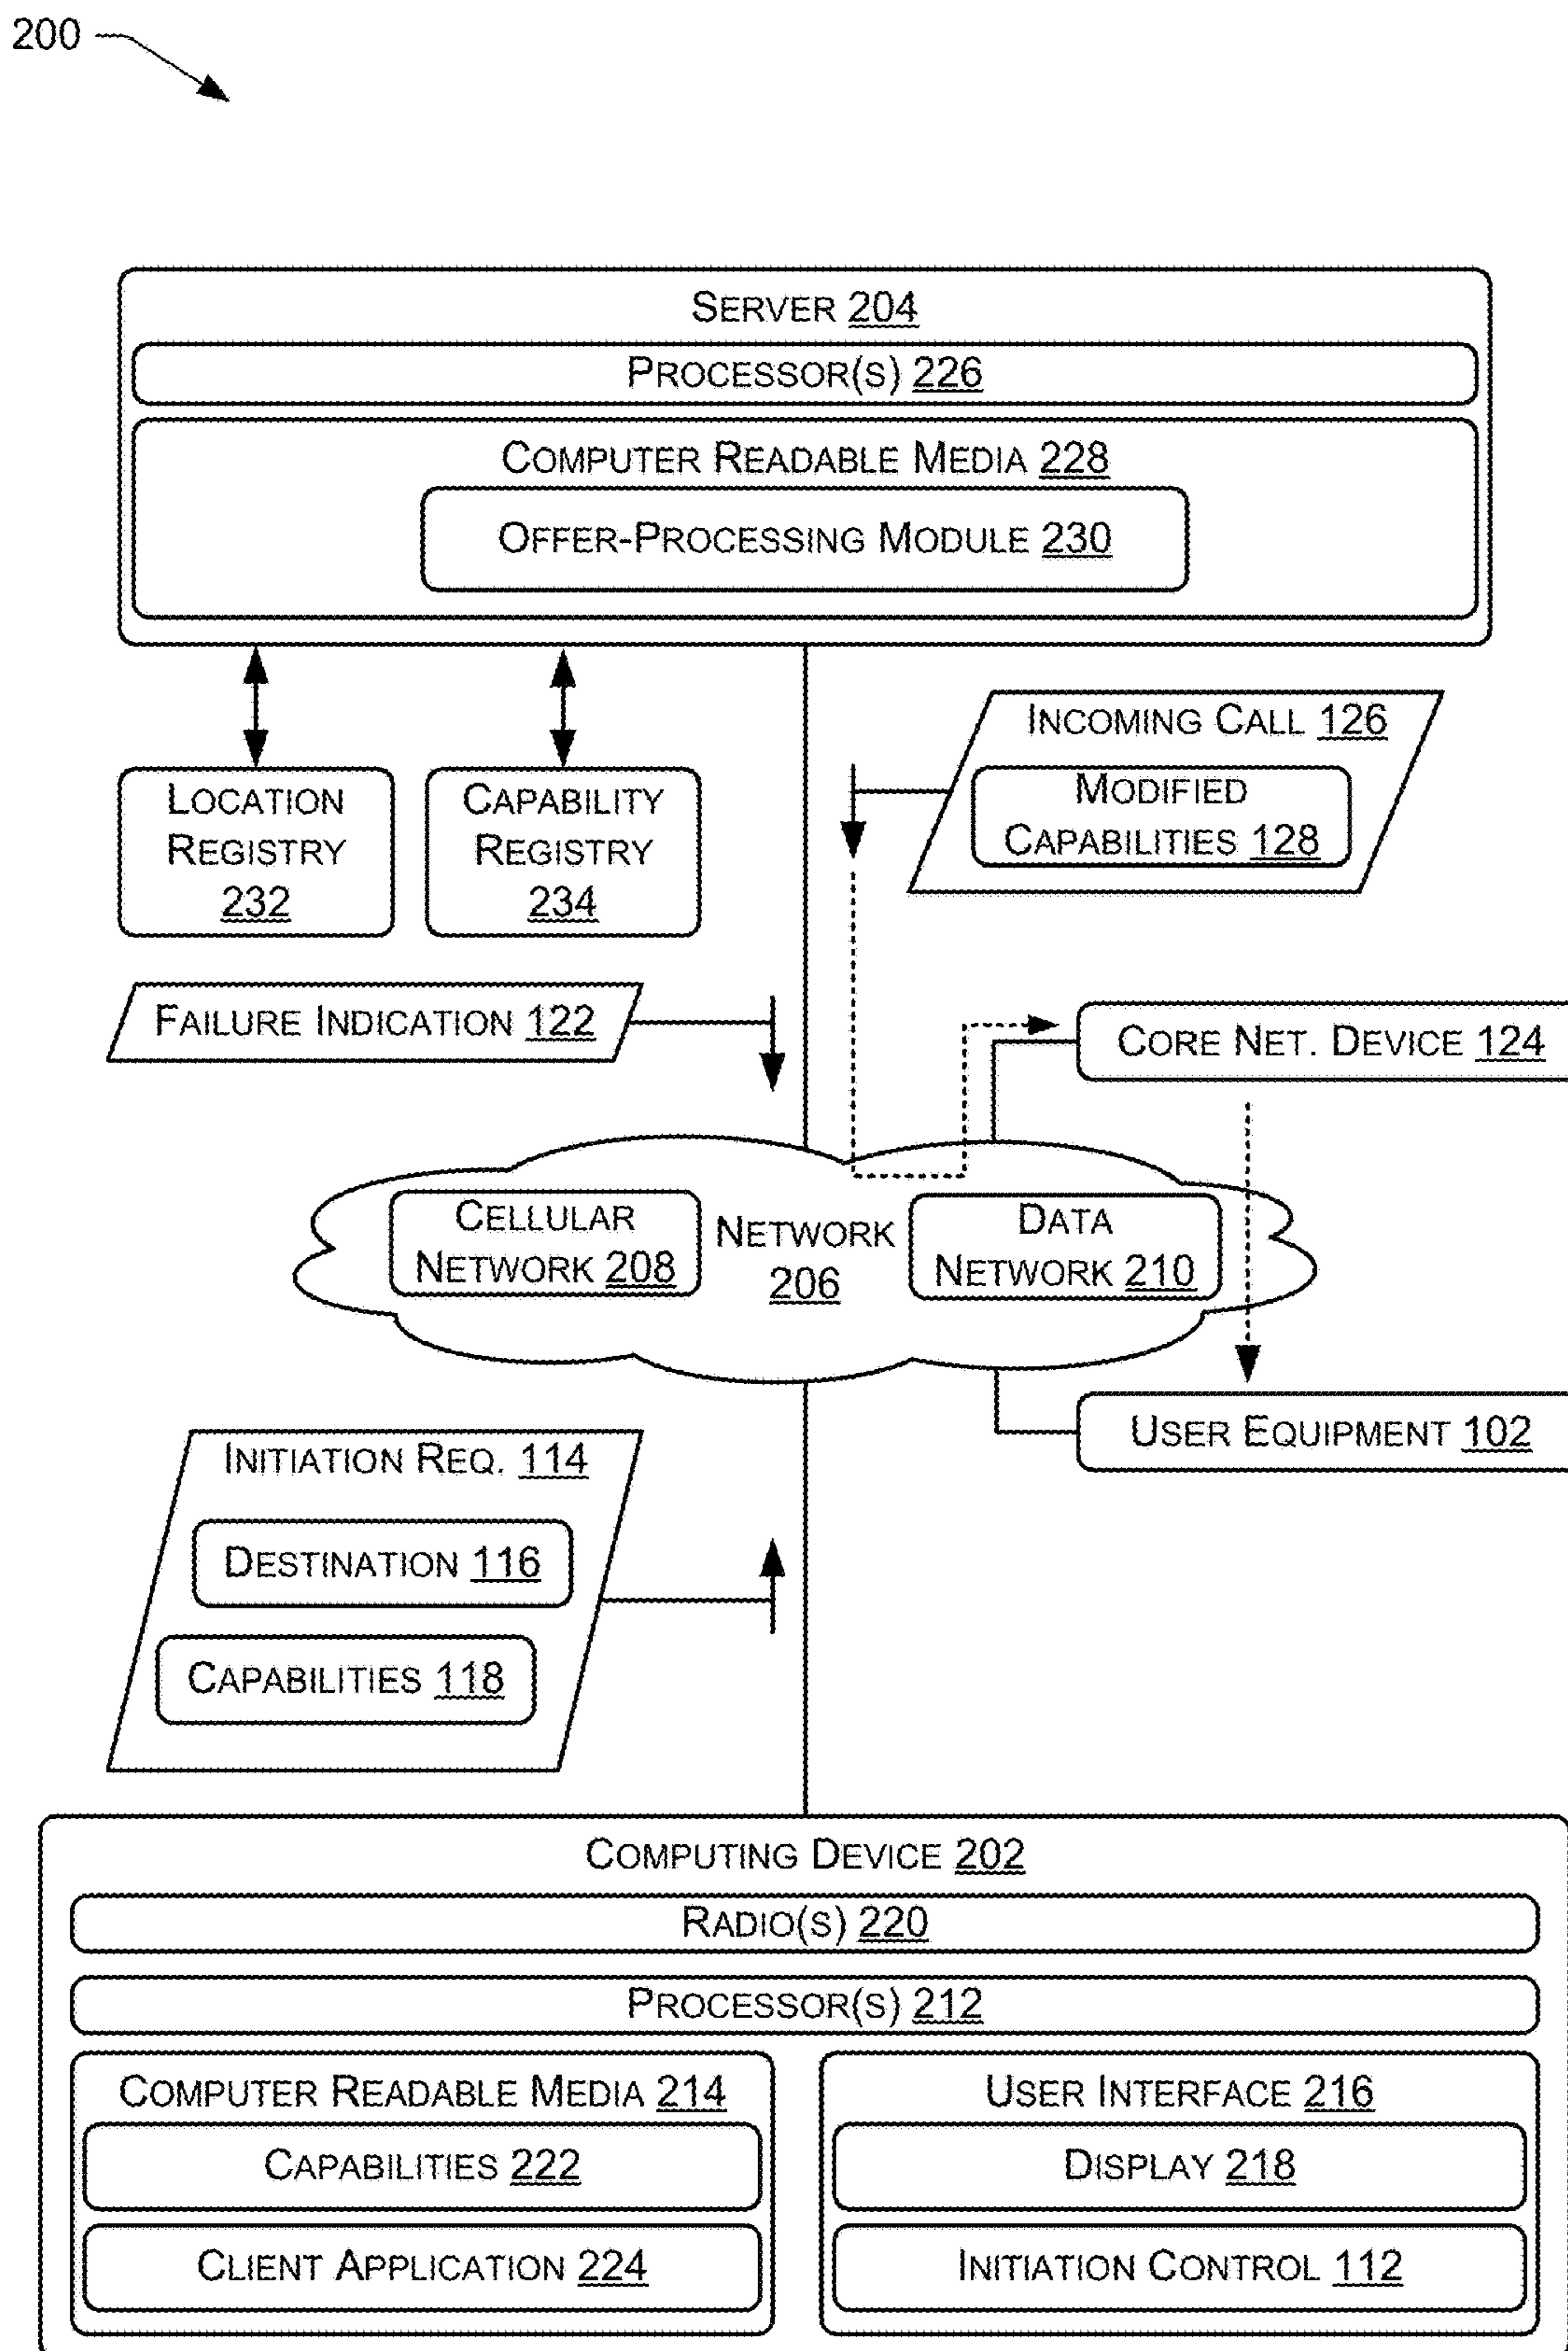 200
SERVER 204
PROCESSOR(S) 226
COMPUTER READABLE MEDIA 228
OFFER-PROCESSING MODULE 230
INCOMING CALL 126
MODIFIED
CAPABILITIES 128
LOCATION
REGISTRY
232
CAPABILITY
REGISTRY
234
FAILURE INDICATION 122
CORE NET. DEVICE 124
CELLULAR
NETWORK 208
NETWORK
206
DATA
NETWORK 210
USER EQUIPMENT 102
INITIATION REQ. 114
DESTINATION 116
CAPABILITIES 118
COMPUTING DEVICE 202
RADIO(S) 220
PROCESSOR(S) 212
COMPUTER READABLE MEDIA 214
CAPABILITIES 222
CLIENT APPLICATION 224
USER INTERFACE 216
DISPLAY 218
INITIATION CONTROL 112